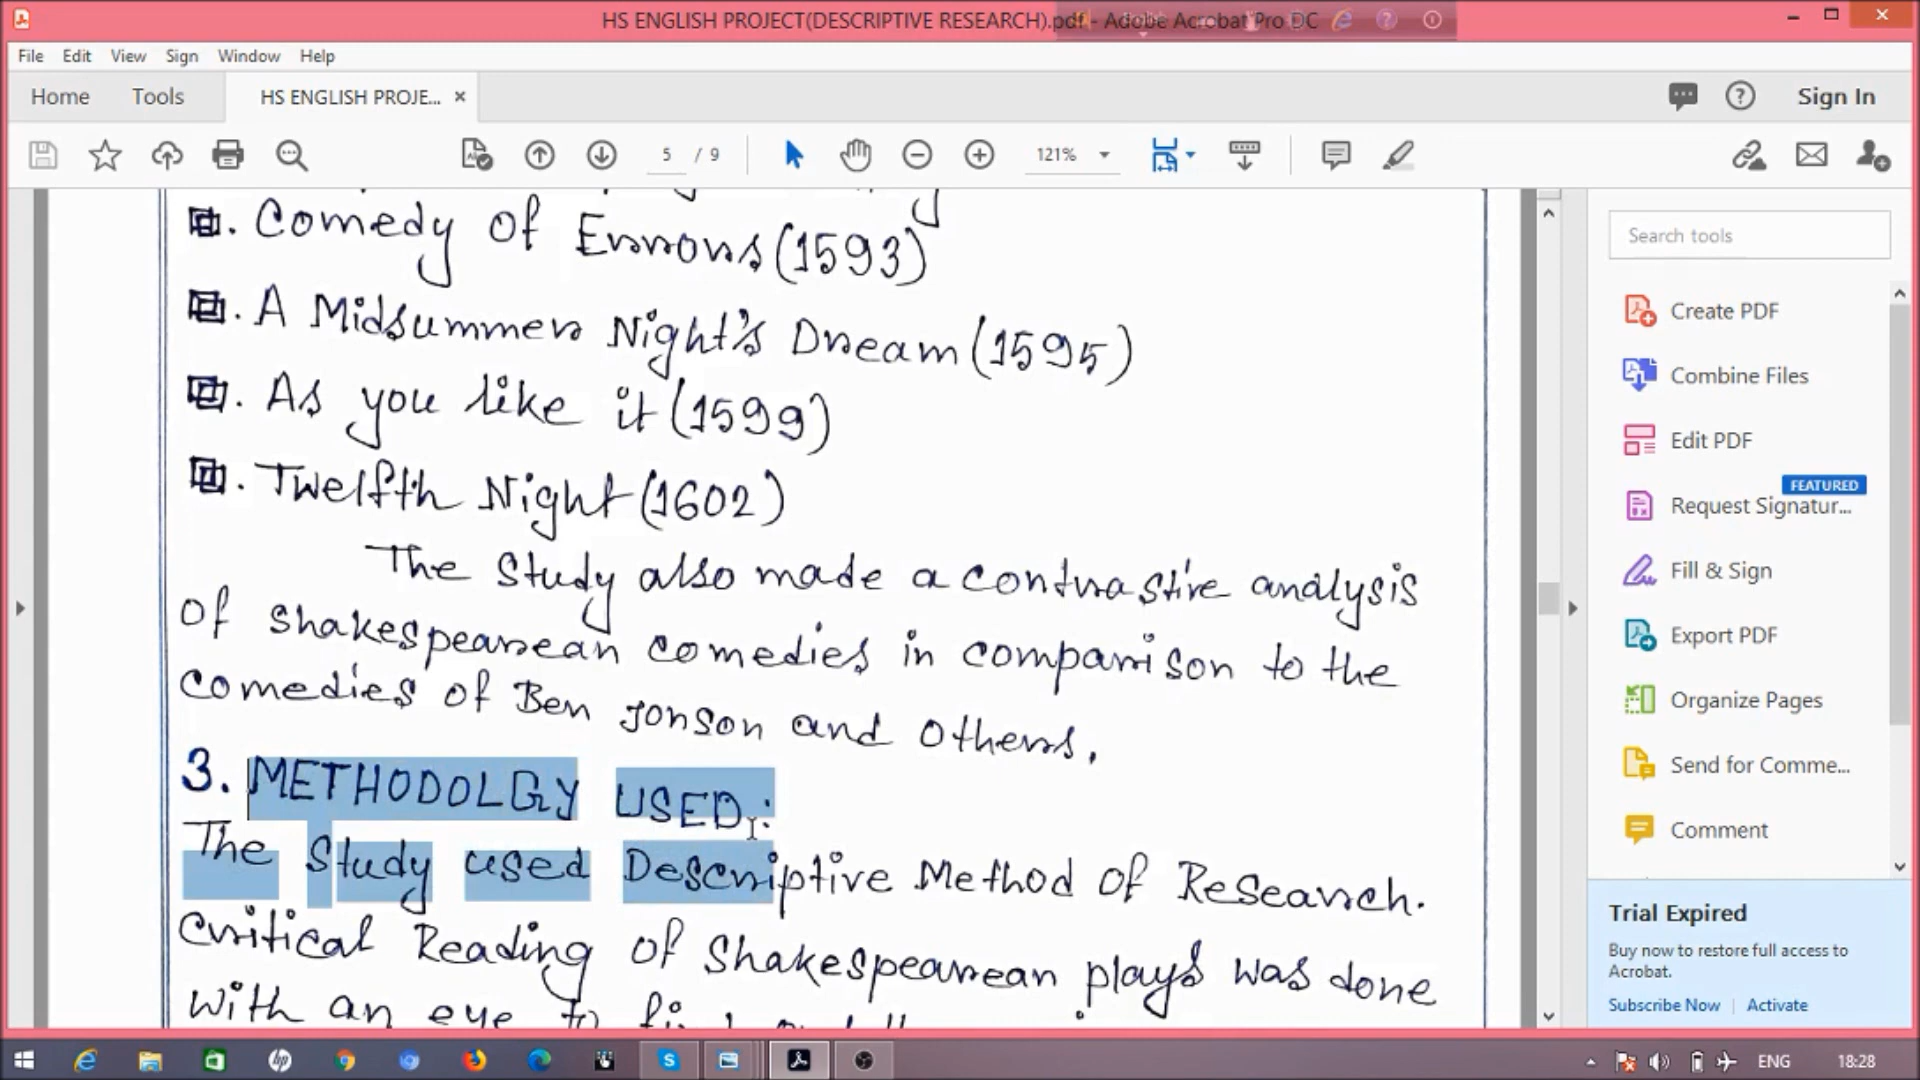 HS ENGLISH PROJECT(DESCRIPTIVE RESEARCH).pdf - Adobe Acrobat Pro DC
File Edit View Sign Window Help
Home Tools HS ENGLISH PROJE... × Sign In
5 / 9 121%
Comedy of Errors (1593)
A Midsummer Night's Dream (1595)
As you like it (1599)
Twelfth Night (1602)
The Study also made a contrastive analysis
of Shakespearean comedies in comparison to the
comedies of Ben Jonson and others.
3. METHODOLGY USED:
The Study used Descriptive Method of Research.
Critical Reading of Shakespearean plays was done
with an eye to
Search tools
Create PDF
Combine Files
Edit PDF
FEATURED
Request Signatur...
Fill & Sign
Export PDF
Organize Pages
Send for Comme...
Comment
Trial Expired
Buy now to restore full access to
Acrobat.
Subscribe Now Activate
ENG 18:28